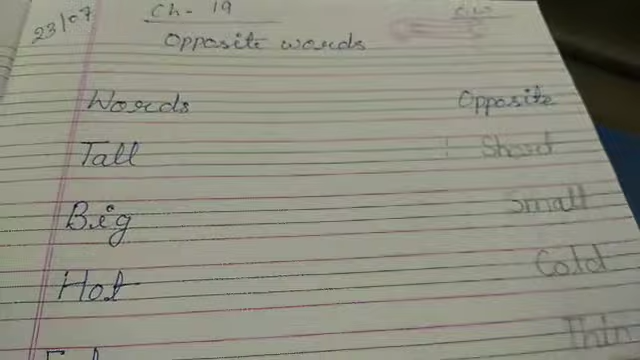 23/07 Ch - 19 C.W
Opposite words
Words Opposite
Tall Short
Big Small
Hot Cold
Thin